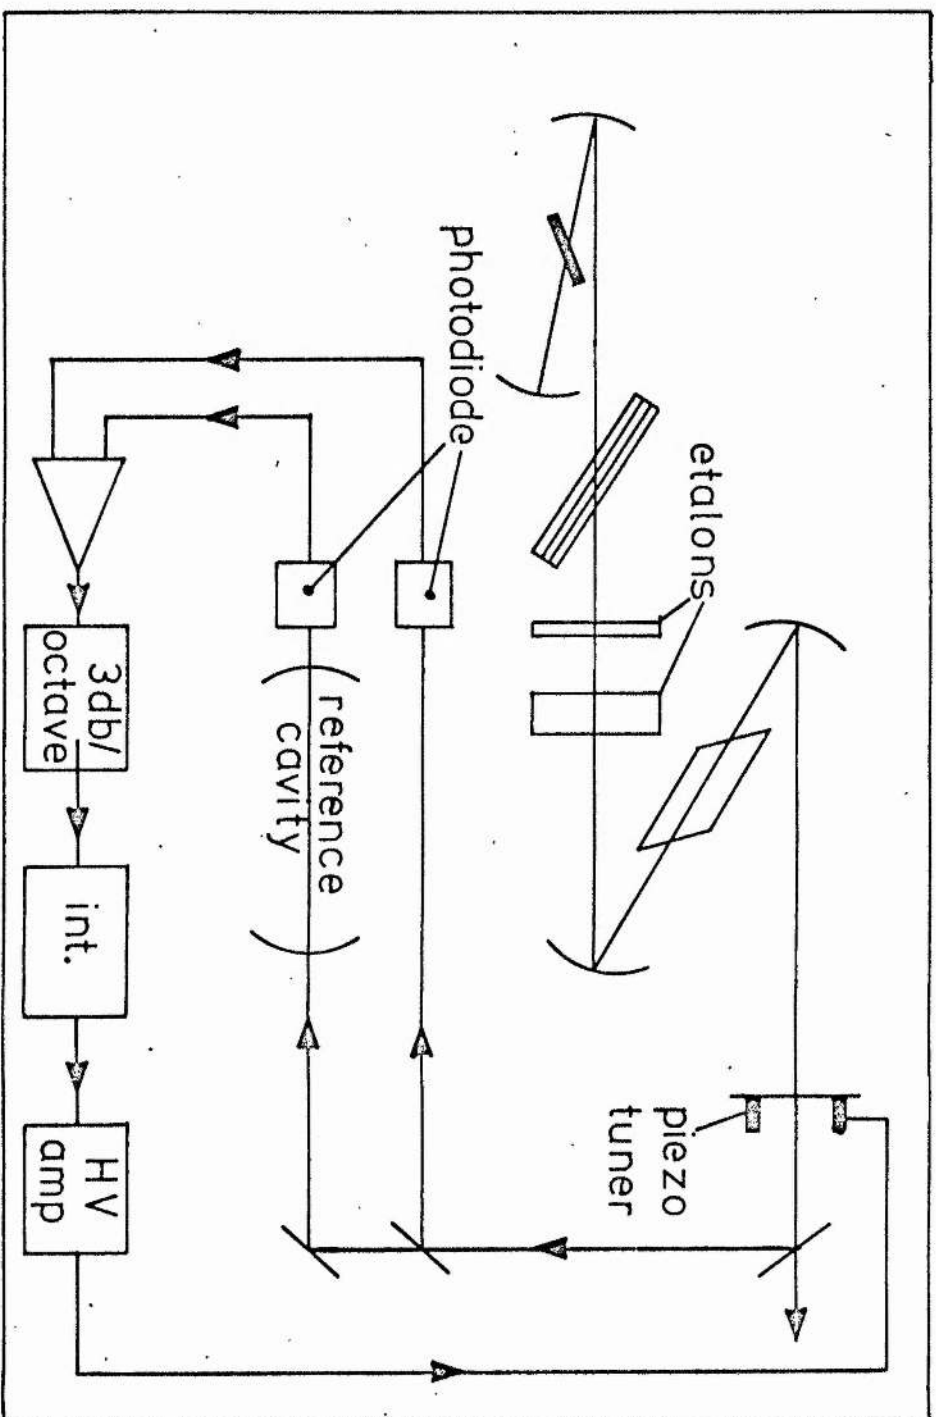 etalons
piezo
tuner
photodiode
reference
cavity
3db/
octave
int.
HV
amp